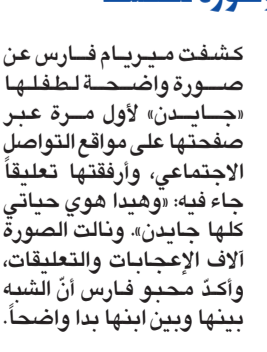 كشفت ميريام فارس عن
صورة واضحة لطفلها
«جايدن» لأول مرة عبر
صفحتها على مواقع التواصل
الاجتماعي، وأرفقتها تعليقاً
جاء فيه: «وهيدا هوي حياتي
كلها جايدن». ونالت الصورة
آلاف الإعجابات والتعليقات،
وأكدّ محبو فارس أنّ الشبه
بينها وبين ابنها بدا واضحاً.